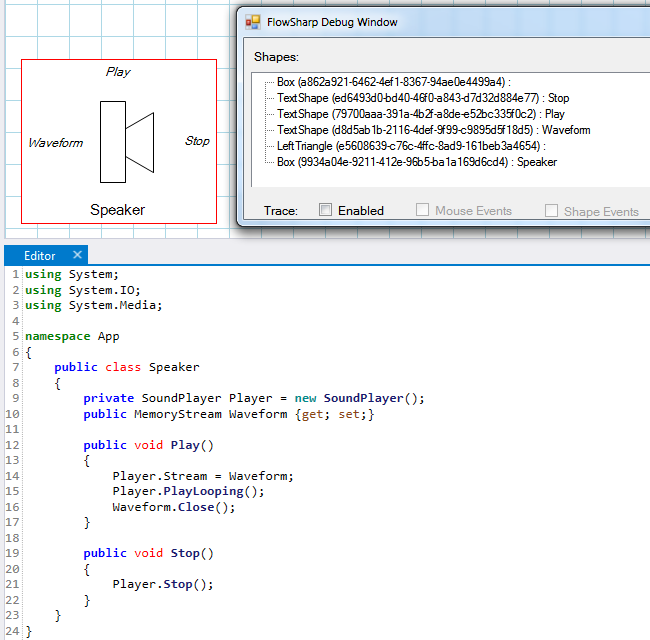 Play
Waveform
Stop
Speaker
FlowSharp Debug Window
Shapes:
Box (a862a921-6462-4ef1-8367-94ae0e4499a4) :
TextShape (ed6493d0-bd40-46f0-a843-d7d32d884e77) : Stop
TextShape (79700aaa-391a-4b2f-a8de-e52bc335f0c2) : Play
TextShape (d8d5ab1b-2116-4def-9f99-c9895d5f18d5) : Waveform
LeftTriangle (e5608639-c76c-4ffc-8ad9-161beb3a4654) :
Box (9934a04e-9211-412e-96b5-ba1a169d6cd4) : Speaker
Trace: Enabled Mouse Events Shape Events
Editor ✕
1 using System;
2 using System.IO;
3 using System.Media;
4
5 namespace App
6 {
7     public class Speaker
8     {
9         private SoundPlayer Player = new SoundPlayer();
10         public MemoryStream Waveform {get; set;}
11
12         public void Play()
13         {
14             Player.Stream = Waveform;
15             Player.PlayLooping();
16             Waveform.Close();
17         }
18
19         public void Stop()
20         {
21             Player.Stop();
22         }
23     }
24 }